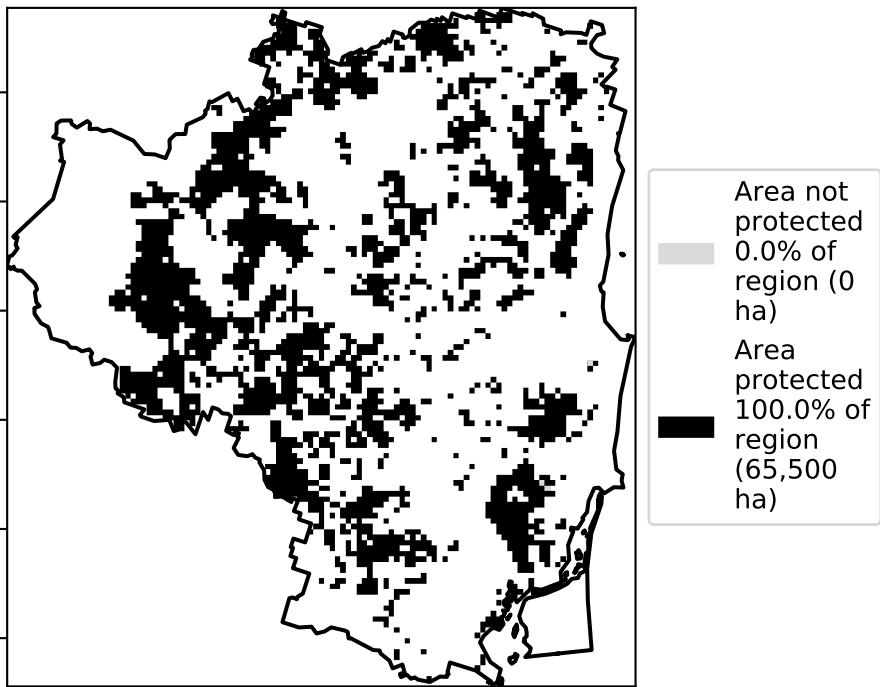 Area not
protected
0.0% of
region (0
ha)
Area
protected
100.0% of
region
(65,500
ha)